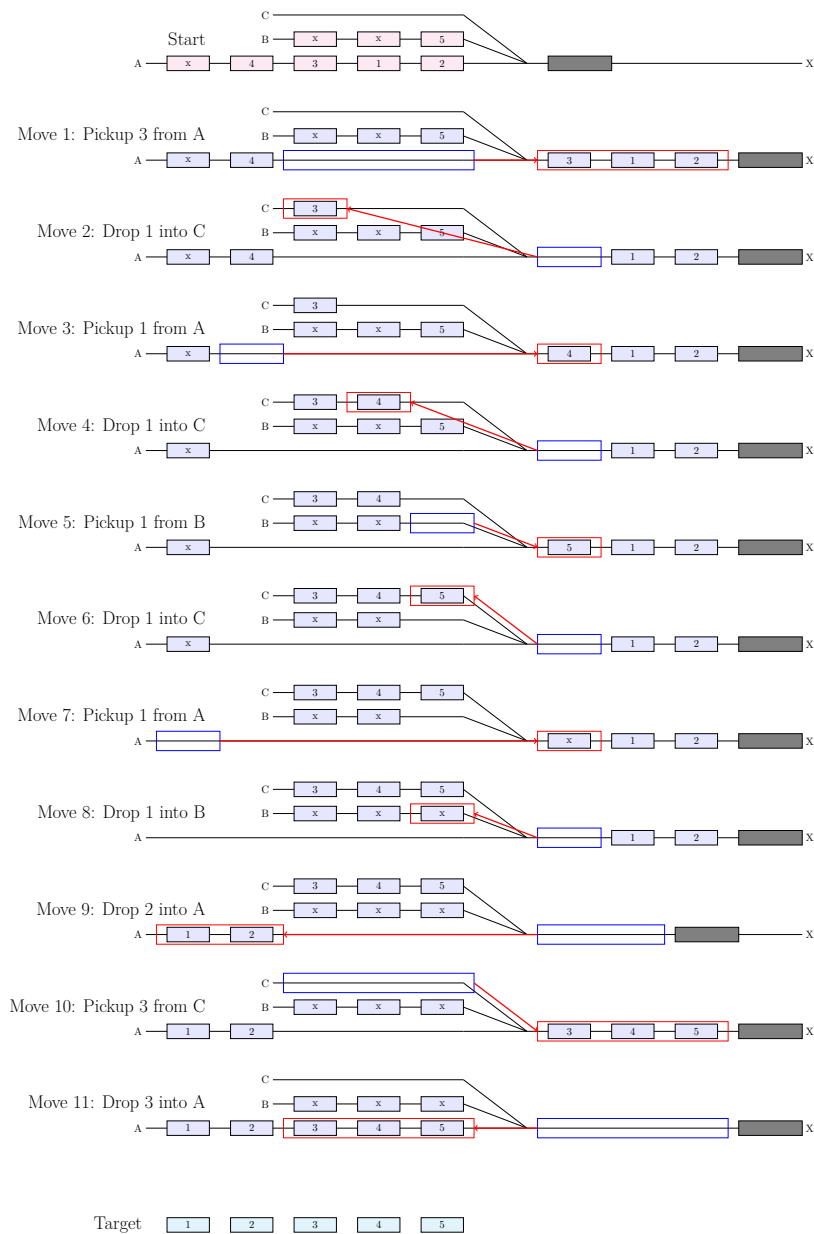 C
Start B x x 5
A x 4 3 1 2 X
C
Move 1: Pickup 3 from A B x x 5
A x 4 3 1 2 X
C 3
Move 2: Drop 1 into C B x x 5
A x 4 1 2 X
C 3
Move 3: Pickup 1 from A B x x 5
A x 4 1 2 X
C 3 4
Move 4: Drop 1 into C B x x 5
A x 1 2 X
C 3 4
Move 5: Pickup 1 from B B x x
A x 5 1 2 X
C 3 4 5
Move 6: Drop 1 into C B x x
A x 1 2 X
C 3 4 5
Move 7: Pickup 1 from A B x x
A x 1 2 X
C 3 4 5
Move 8: Drop 1 into B B x x x
A 1 2 X
C 3 4 5
Move 9: Drop 2 into A B x x x
A 1 2 X
C
Move 10: Pickup 3 from C B x x x
A 1 2 3 4 5 X
C
Move 11: Drop 3 into A B x x x
A 1 2 3 4 5 X
Target 1 2 3 4 5